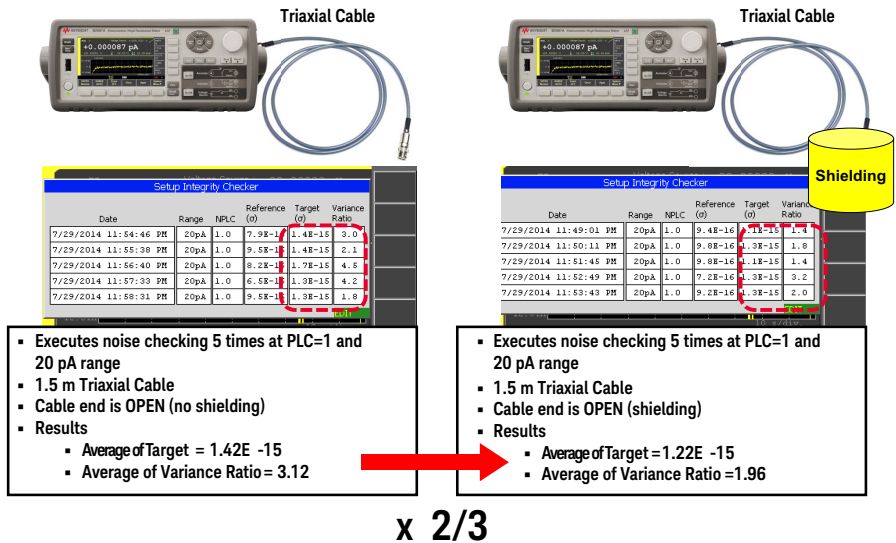 Triaxial Cable
+0.000087 pA
Setup Integrity Checker
Date Range NPLC Reference (σ) Target (σ) Variance Ratio
7/29/2014 11:54:46 PM 20pA 1.0 7.9E-1 1.4E-15 3.0
7/29/2014 11:55:38 PM 20pA 1.0 9.5E-15 1.4E-15 2.1
7/29/2014 11:56:40 PM 20pA 1.0 8.2E-1 1.7E-15 4.5
7/29/2014 11:57:33 PM 20pA 1.0 6.5E-1 1.3E-15 4.2
7/29/2014 11:58:31 PM 20pA 1.0 9.5E-1 1.3E-15 1.8
EDIT
▪ Executes noise checking 5 times at PLC=1 and
20 pA range
▪ 1.5 m Triaxial Cable
▪ Cable end is OPEN (no shielding)
▪ Results
▪ Average of Target = 1.42E -15
▪ Average of Variance Ratio = 3.12
Triaxial Cable
+0.000087 pA
Shielding
Setup Integrity Checker
Date Range NPLC Reference (σ) Target (σ) Variance Ratio
7/29/2014 11:49:01 PM 20pA 1.0 9.4E-16 1.1E-15 1.4
7/29/2014 11:50:11 PM 20pA 1.0 9.8E-16 1.3E-15 1.8
7/29/2014 11:51:45 PM 20pA 1.0 9.8E-16 1.1E-15 1.4
7/29/2014 11:52:49 PM 20pA 1.0 7.2E-16 1.3E-15 3.2
7/29/2014 11:53:43 PM 20pA 1.0 9.2E-16 1.3E-15 2.0
10 s/div.
▪ Executes noise checking 5 times at PLC=1 and
20 pA range
▪ 1.5 m Triaxial Cable
▪ Cable end is OPEN (shielding)
▪ Results
▪ Average of Target =1.22E -15
▪ Average of Variance Ratio =1.96
x 2/3